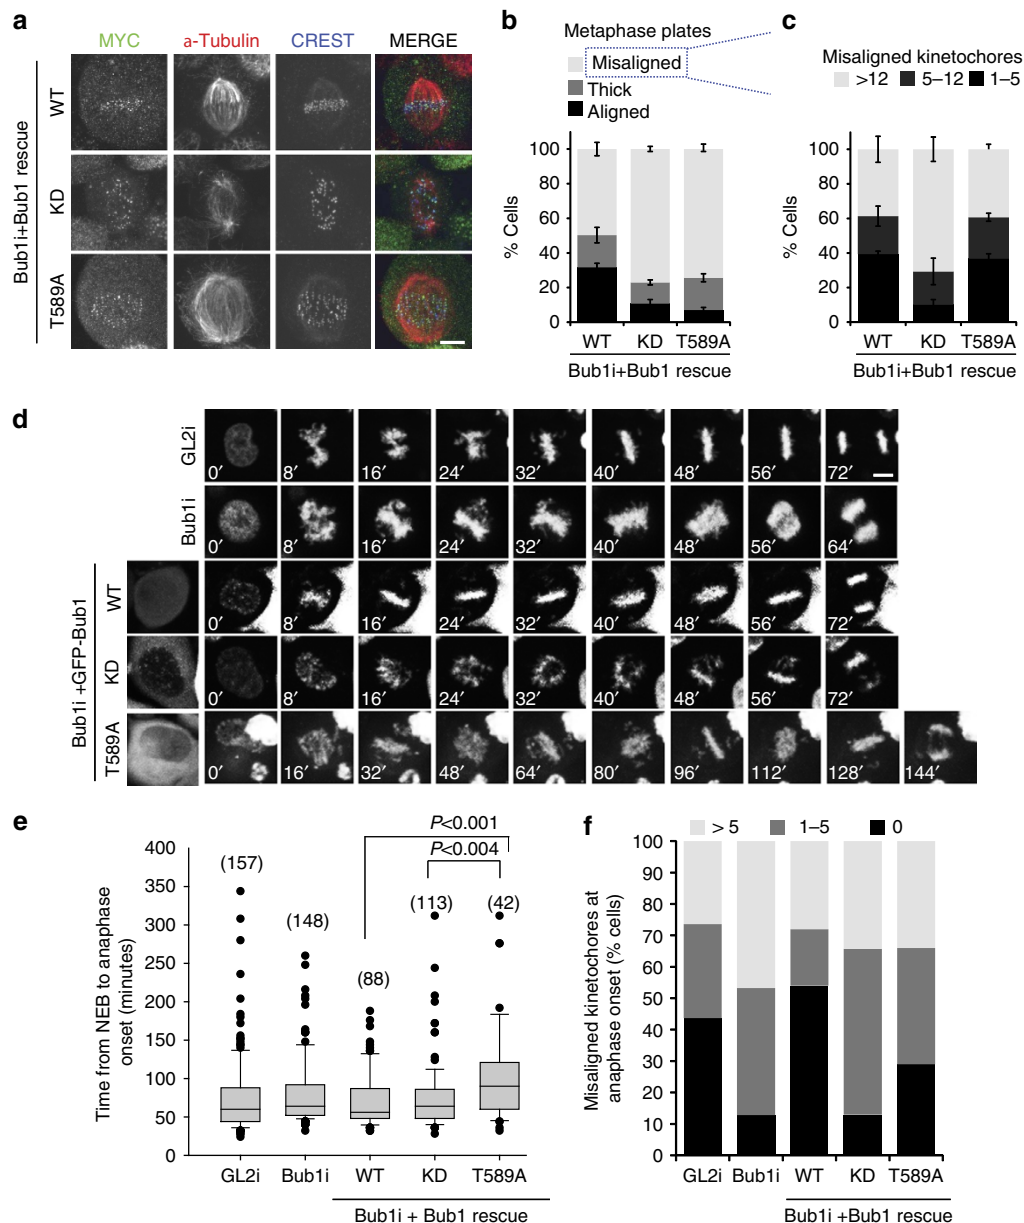 a
MYC
a-Tubulin
CREST
MERGE
Bub1i+Bub1 rescue
WT
KD
T589A
b
Metaphase plates
Misaligned
Thick
Aligned
% Cells
100
80
60
40
20
0
WT KD T589A
Bub1i+Bub1 rescue
c
Misaligned kinetochores
>12 5–12 1–5
% Cells
100
80
60
40
20
0
WT KD T589A
Bub1i+Bub1 rescue
d
GL2i
0′ 8′ 16′ 24′ 32′ 40′ 48′ 56′ 72′
Bub1i
0′ 8′ 16′ 24′ 32′ 40′ 48′ 56′ 64′
Bub1i +GFP-Bub1
WT
0′ 8′ 16′ 24′ 32′ 40′ 48′ 56′ 72′
KD
0′ 8′ 16′ 24′ 32′ 40′ 48′ 56′ 72′
T589A
0′ 16′ 32′ 48′ 64′ 80′ 96′ 112′ 128′ 144′
e
Time from NEB to anaphase
onset (minutes)
400
350
300
250
200
150
100
50
0
P<0.001
P<0.004
(157)
(148)
(88)
(113)
(42)
GL2i Bub1i WT KD T589A
Bub1i + Bub1 rescue
f
> 5 1–5 0
Misaligned kinetochores at
anaphase onset (% cells)
100
90
80
70
60
50
40
30
20
10
0
GL2i Bub1i WT KD T589A
Bub1i +Bub1 rescue